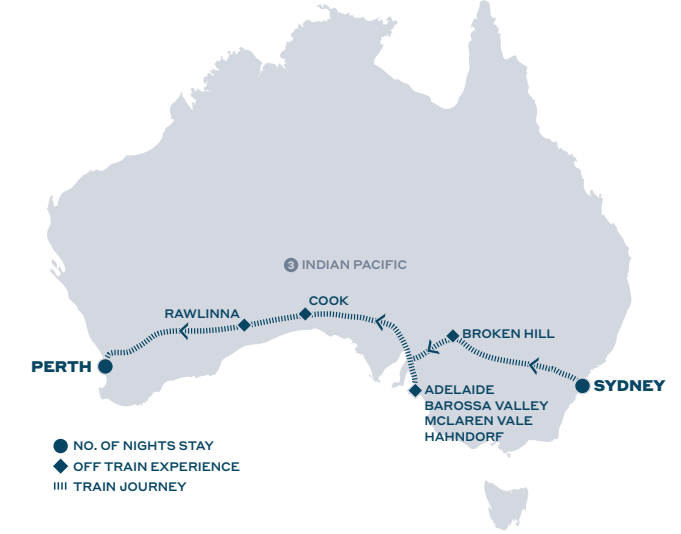 3 INDIAN PACIFIC
COOK
RAWLINNA
BROKEN HILL
PERTH
SYDNEY
ADELAIDE
BAROSSA VALLEY
MCLAREN VALE
HAHNDORF
NO. OF NIGHTS STAY
OFF TRAIN EXPERIENCE
TRAIN JOURNEY